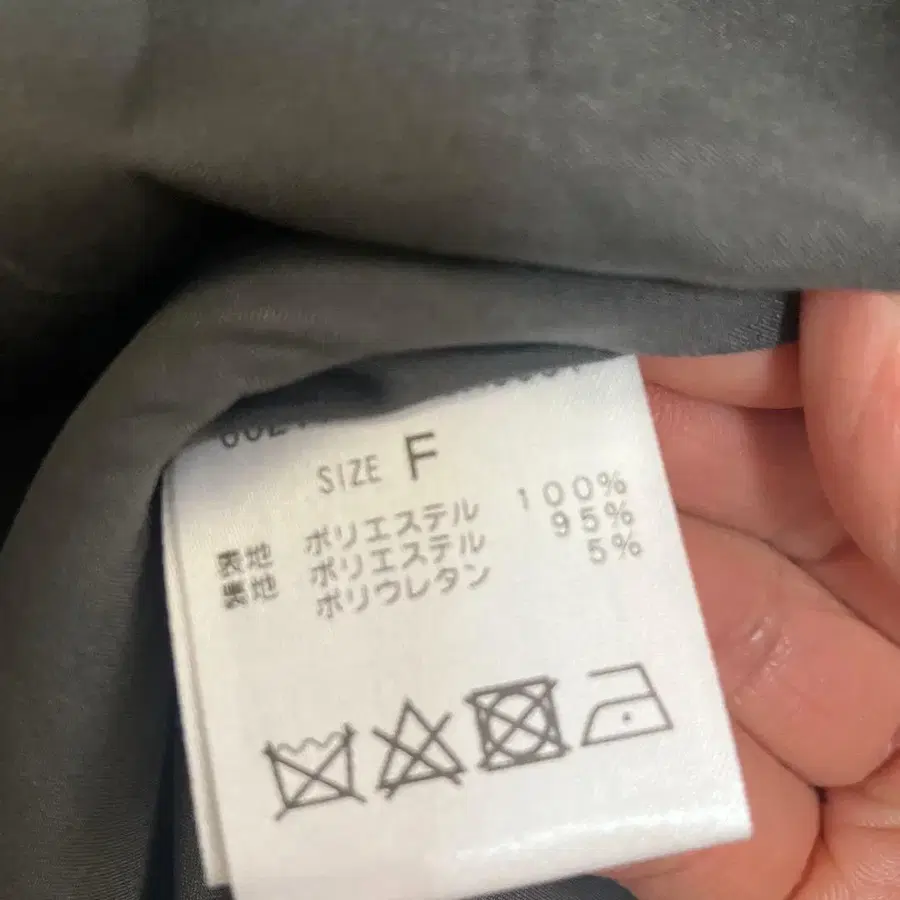 SIZE F
表地 ポリエステル 100%
裏地 ポリエステル 95%
ポリウレタン 5%